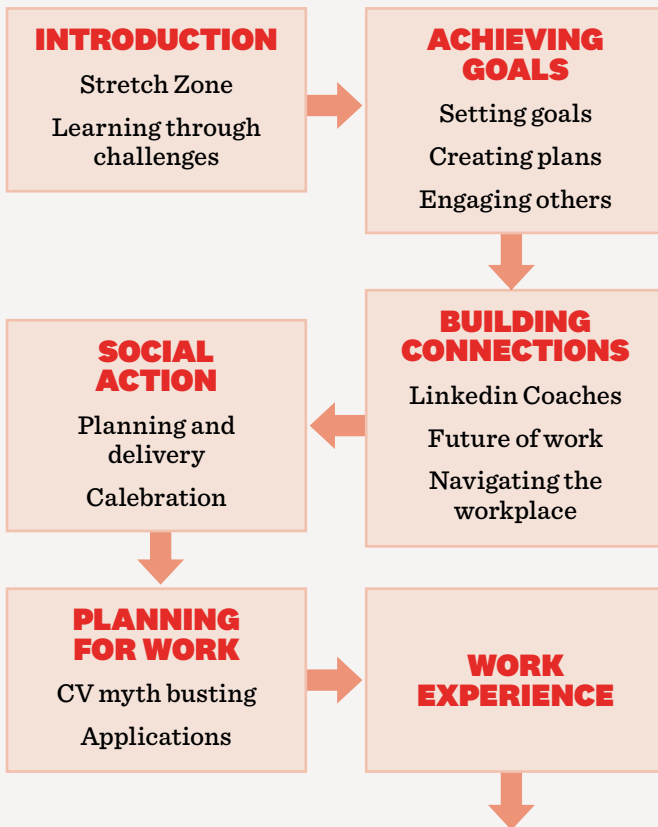 INTRODUCTION
Stretch Zone
Learning through
challenges
ACHIEVING
GOALS
Setting goals
Creating plans
Engaging others
BUILDING
CONNECTIONS
Linkedin Coaches
Future of work
Navigating the
workplace
SOCIAL
ACTION
Planning and
delivery
Calebration
PLANNING
FOR WORK
CV myth busting
Applications
WORK
EXPERIENCE